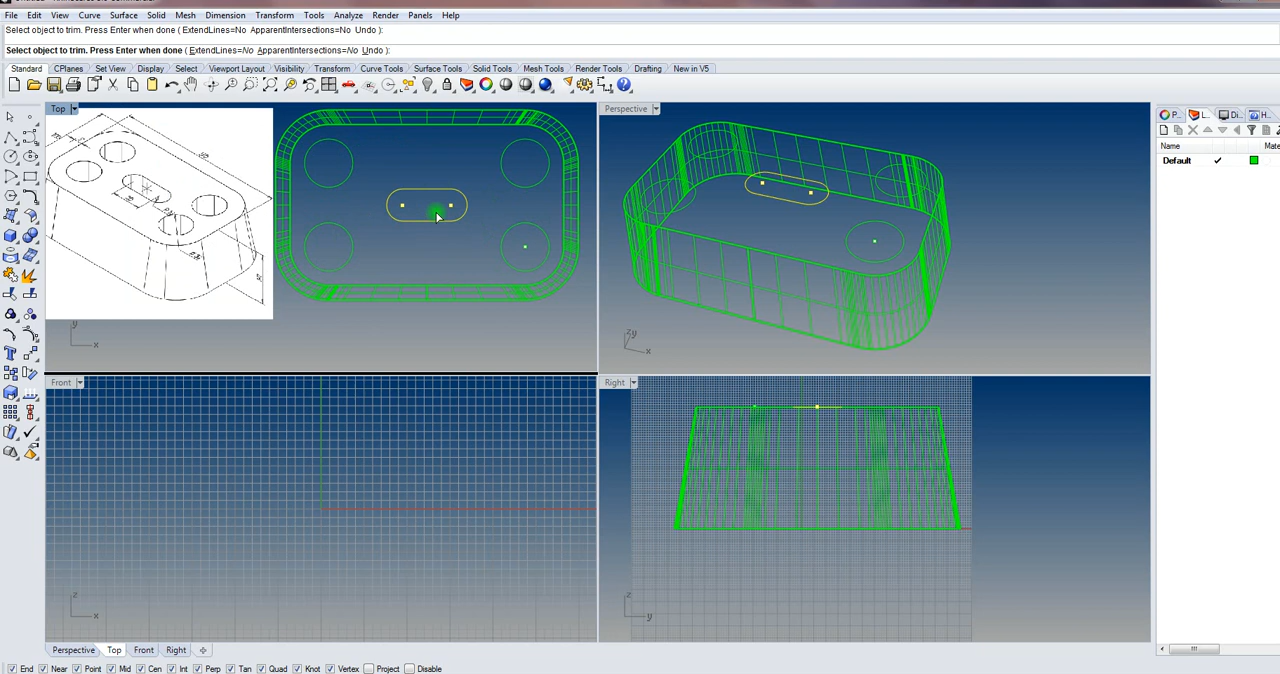 File Edit View Curve Surface Solid Mesh Dimension Transform Tools Analyze Render Panels Help
Select object to trim. Press Enter when done ( ExtendLines=No ApparentIntersections=No Undo ):
Select object to trim. Press Enter when done ( ExtendLines=No ApparentIntersections=No Undo ):
Standard CPlanes Set View Display Select Viewport Layout Visibility Transform Curve Tools Surface Tools Solid Tools Mesh Tools Render Tools Drafting New in V5
Top Perspective
P... L... Di... H...
Name Mate
Default
zy
x
y
x
Front Right
z
x
z
y
Perspective Top Front Right
End Near Point Mid Cen Int Perp Tan Quad Knot Vertex Project Disable